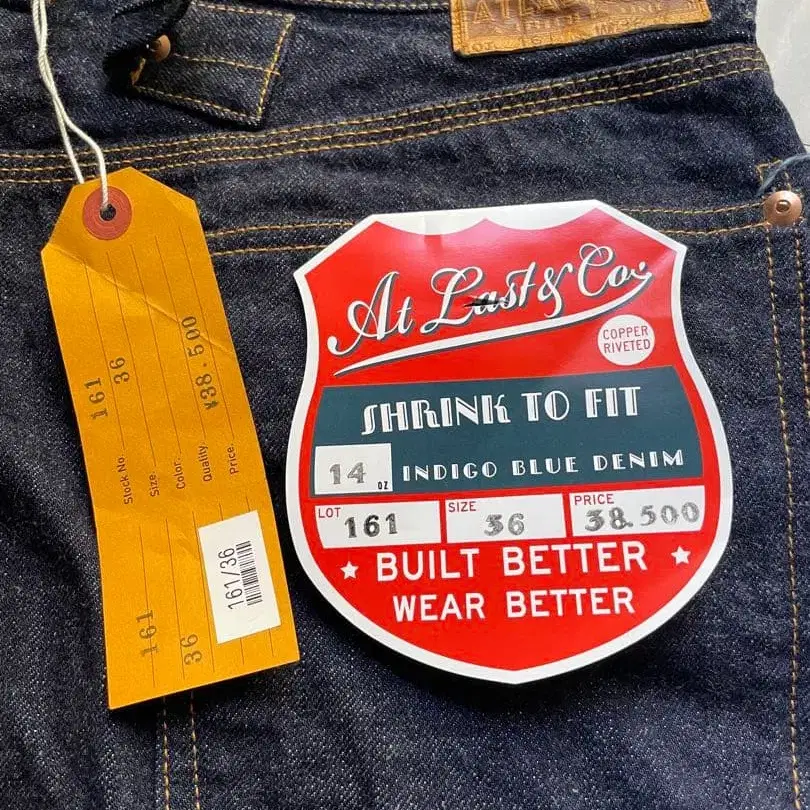 At Last & Co.
COPPER
RIVETED
SHRINK TO FIT
14 OZ INDIGO BLUE DENIM
LOT 161 SIZE 36 PRICE 38.500
★ BUILT BETTER ★
WEAR BETTER
Stock No. 161
Size 36
Color.
Quality.
Price. ¥38.500
161
36
161/36